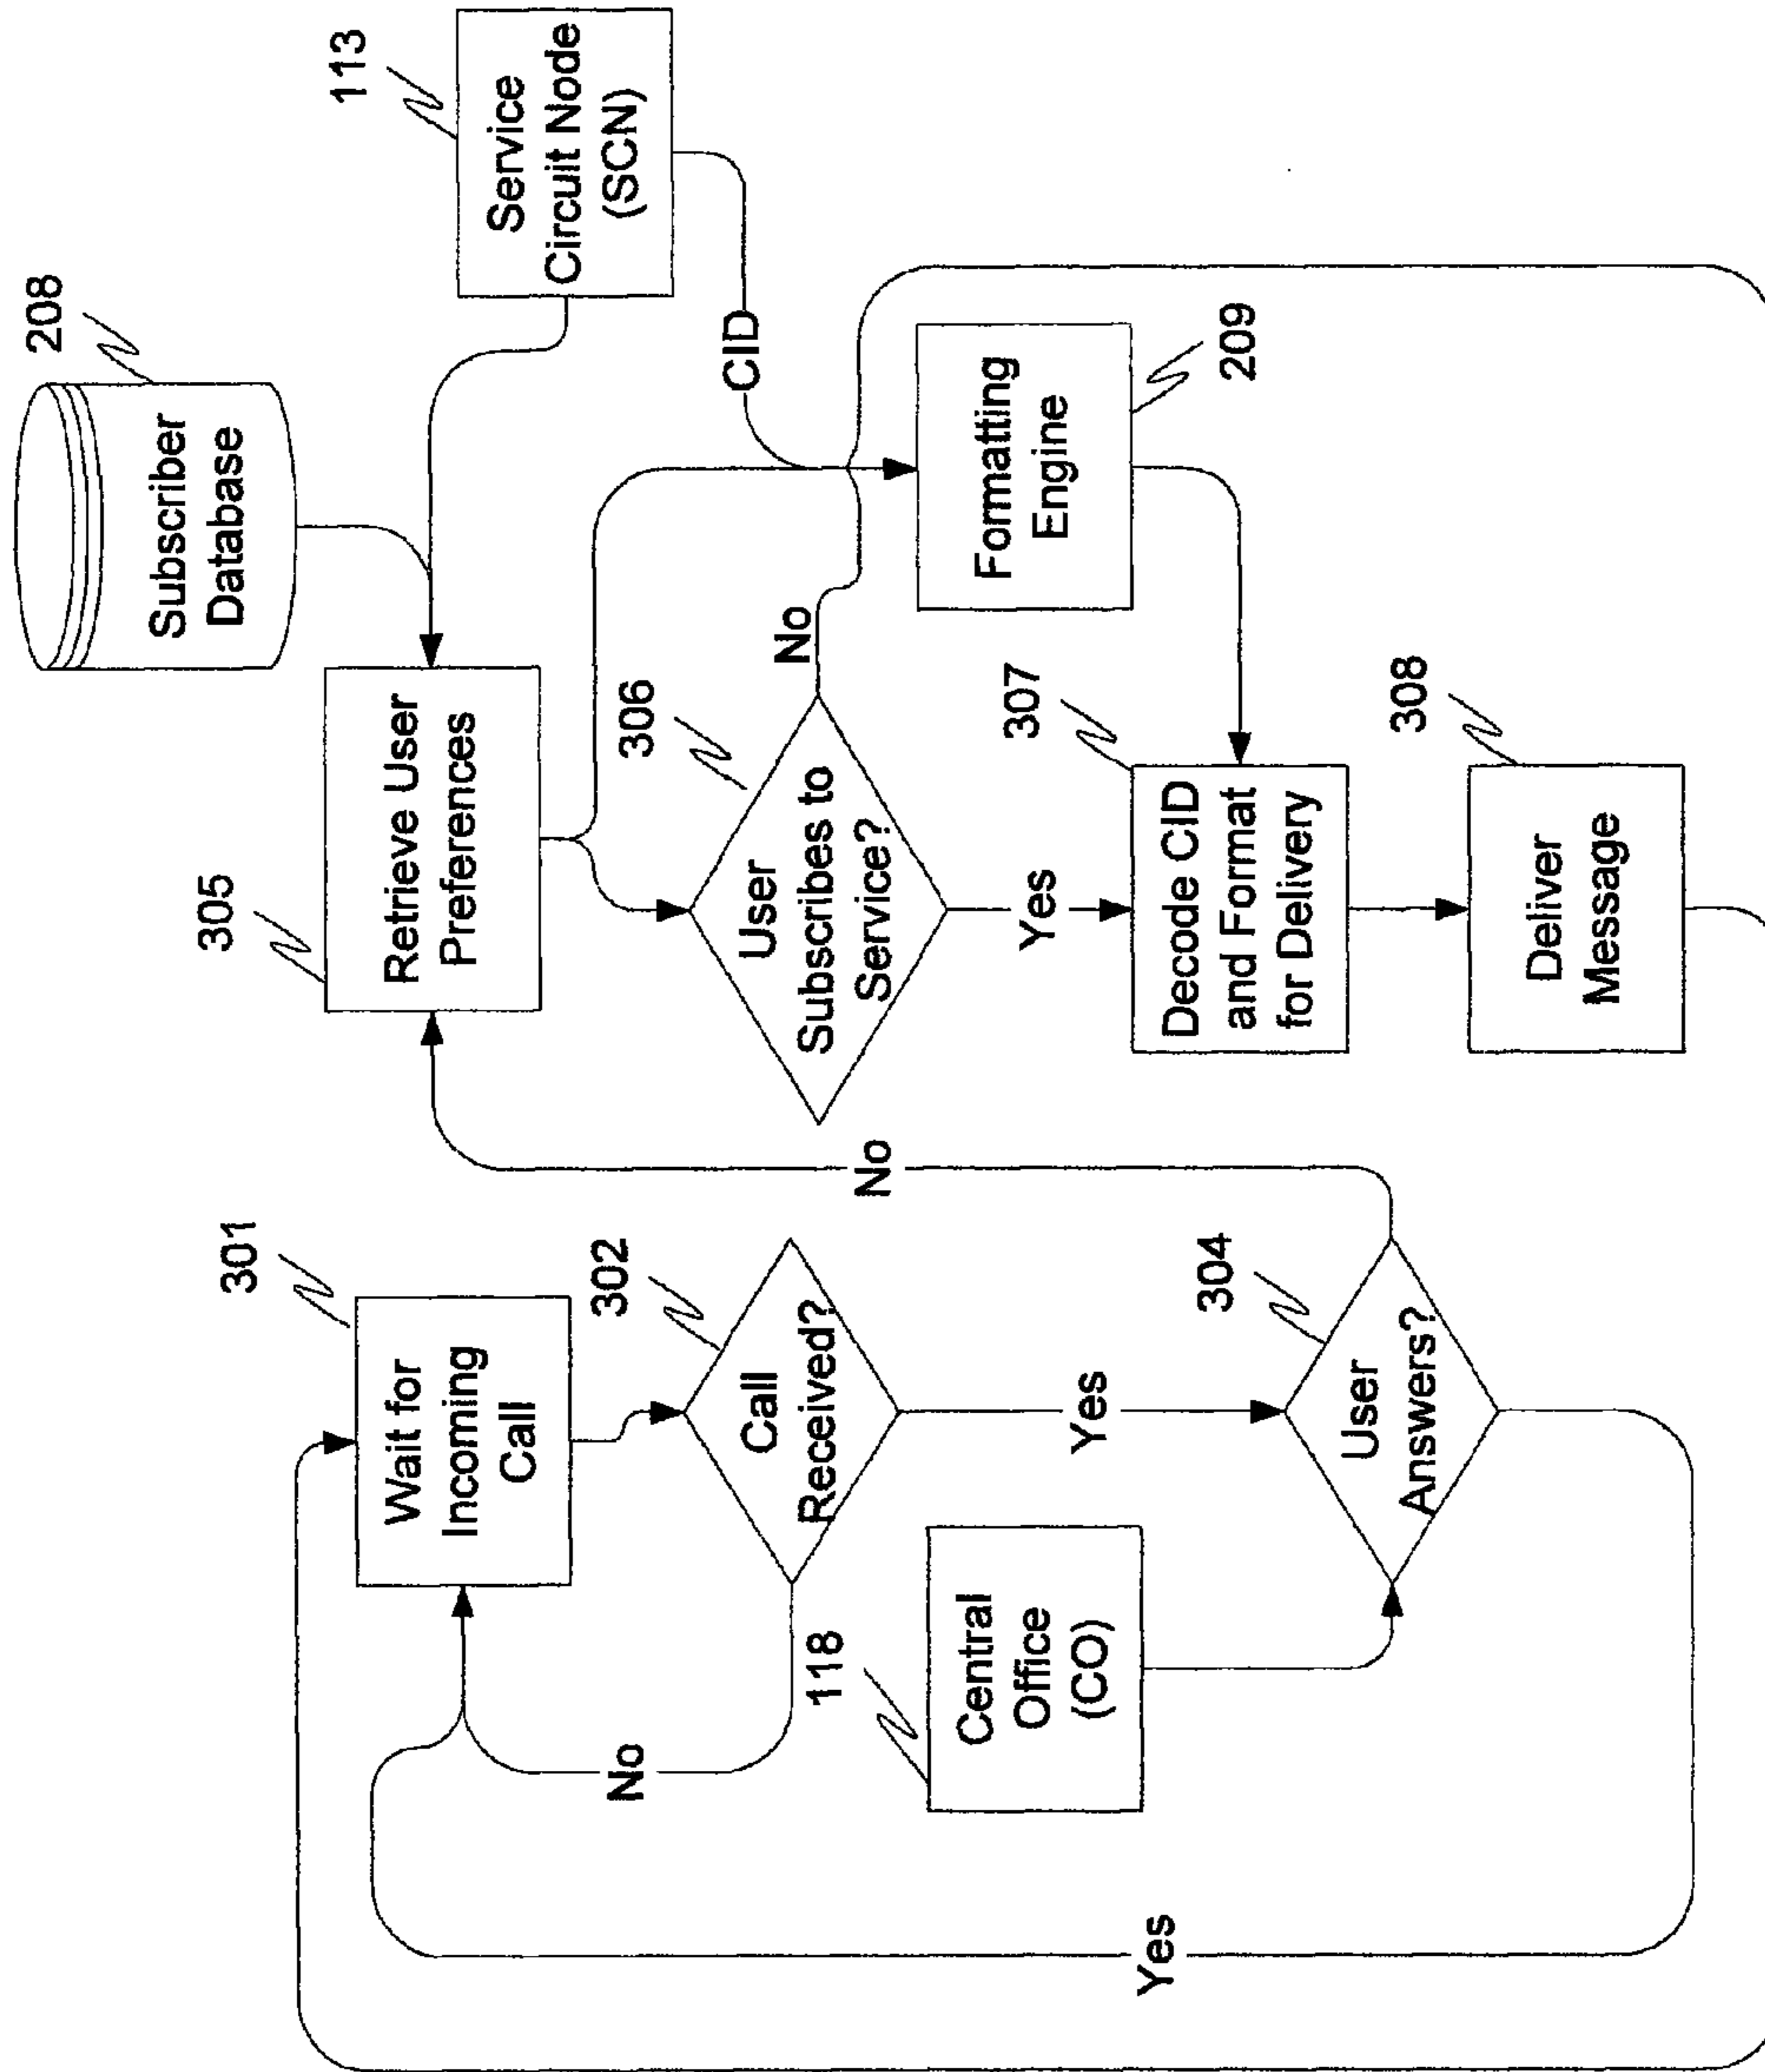 301
Wait for
Incoming
Call
302
Call
Received?
No
Yes
118
Central
Office
(CO)
304
User
Answers?
Yes
No
305
Retrieve User
Preferences
208
Subscriber
Database
113
Service
Circuit Node
(SCN)
CID
306
User
Subscribes to
Service?
No
Yes
Formatting
Engine
209
307
Decode CID
and Format
for Delivery
308
Deliver
Message